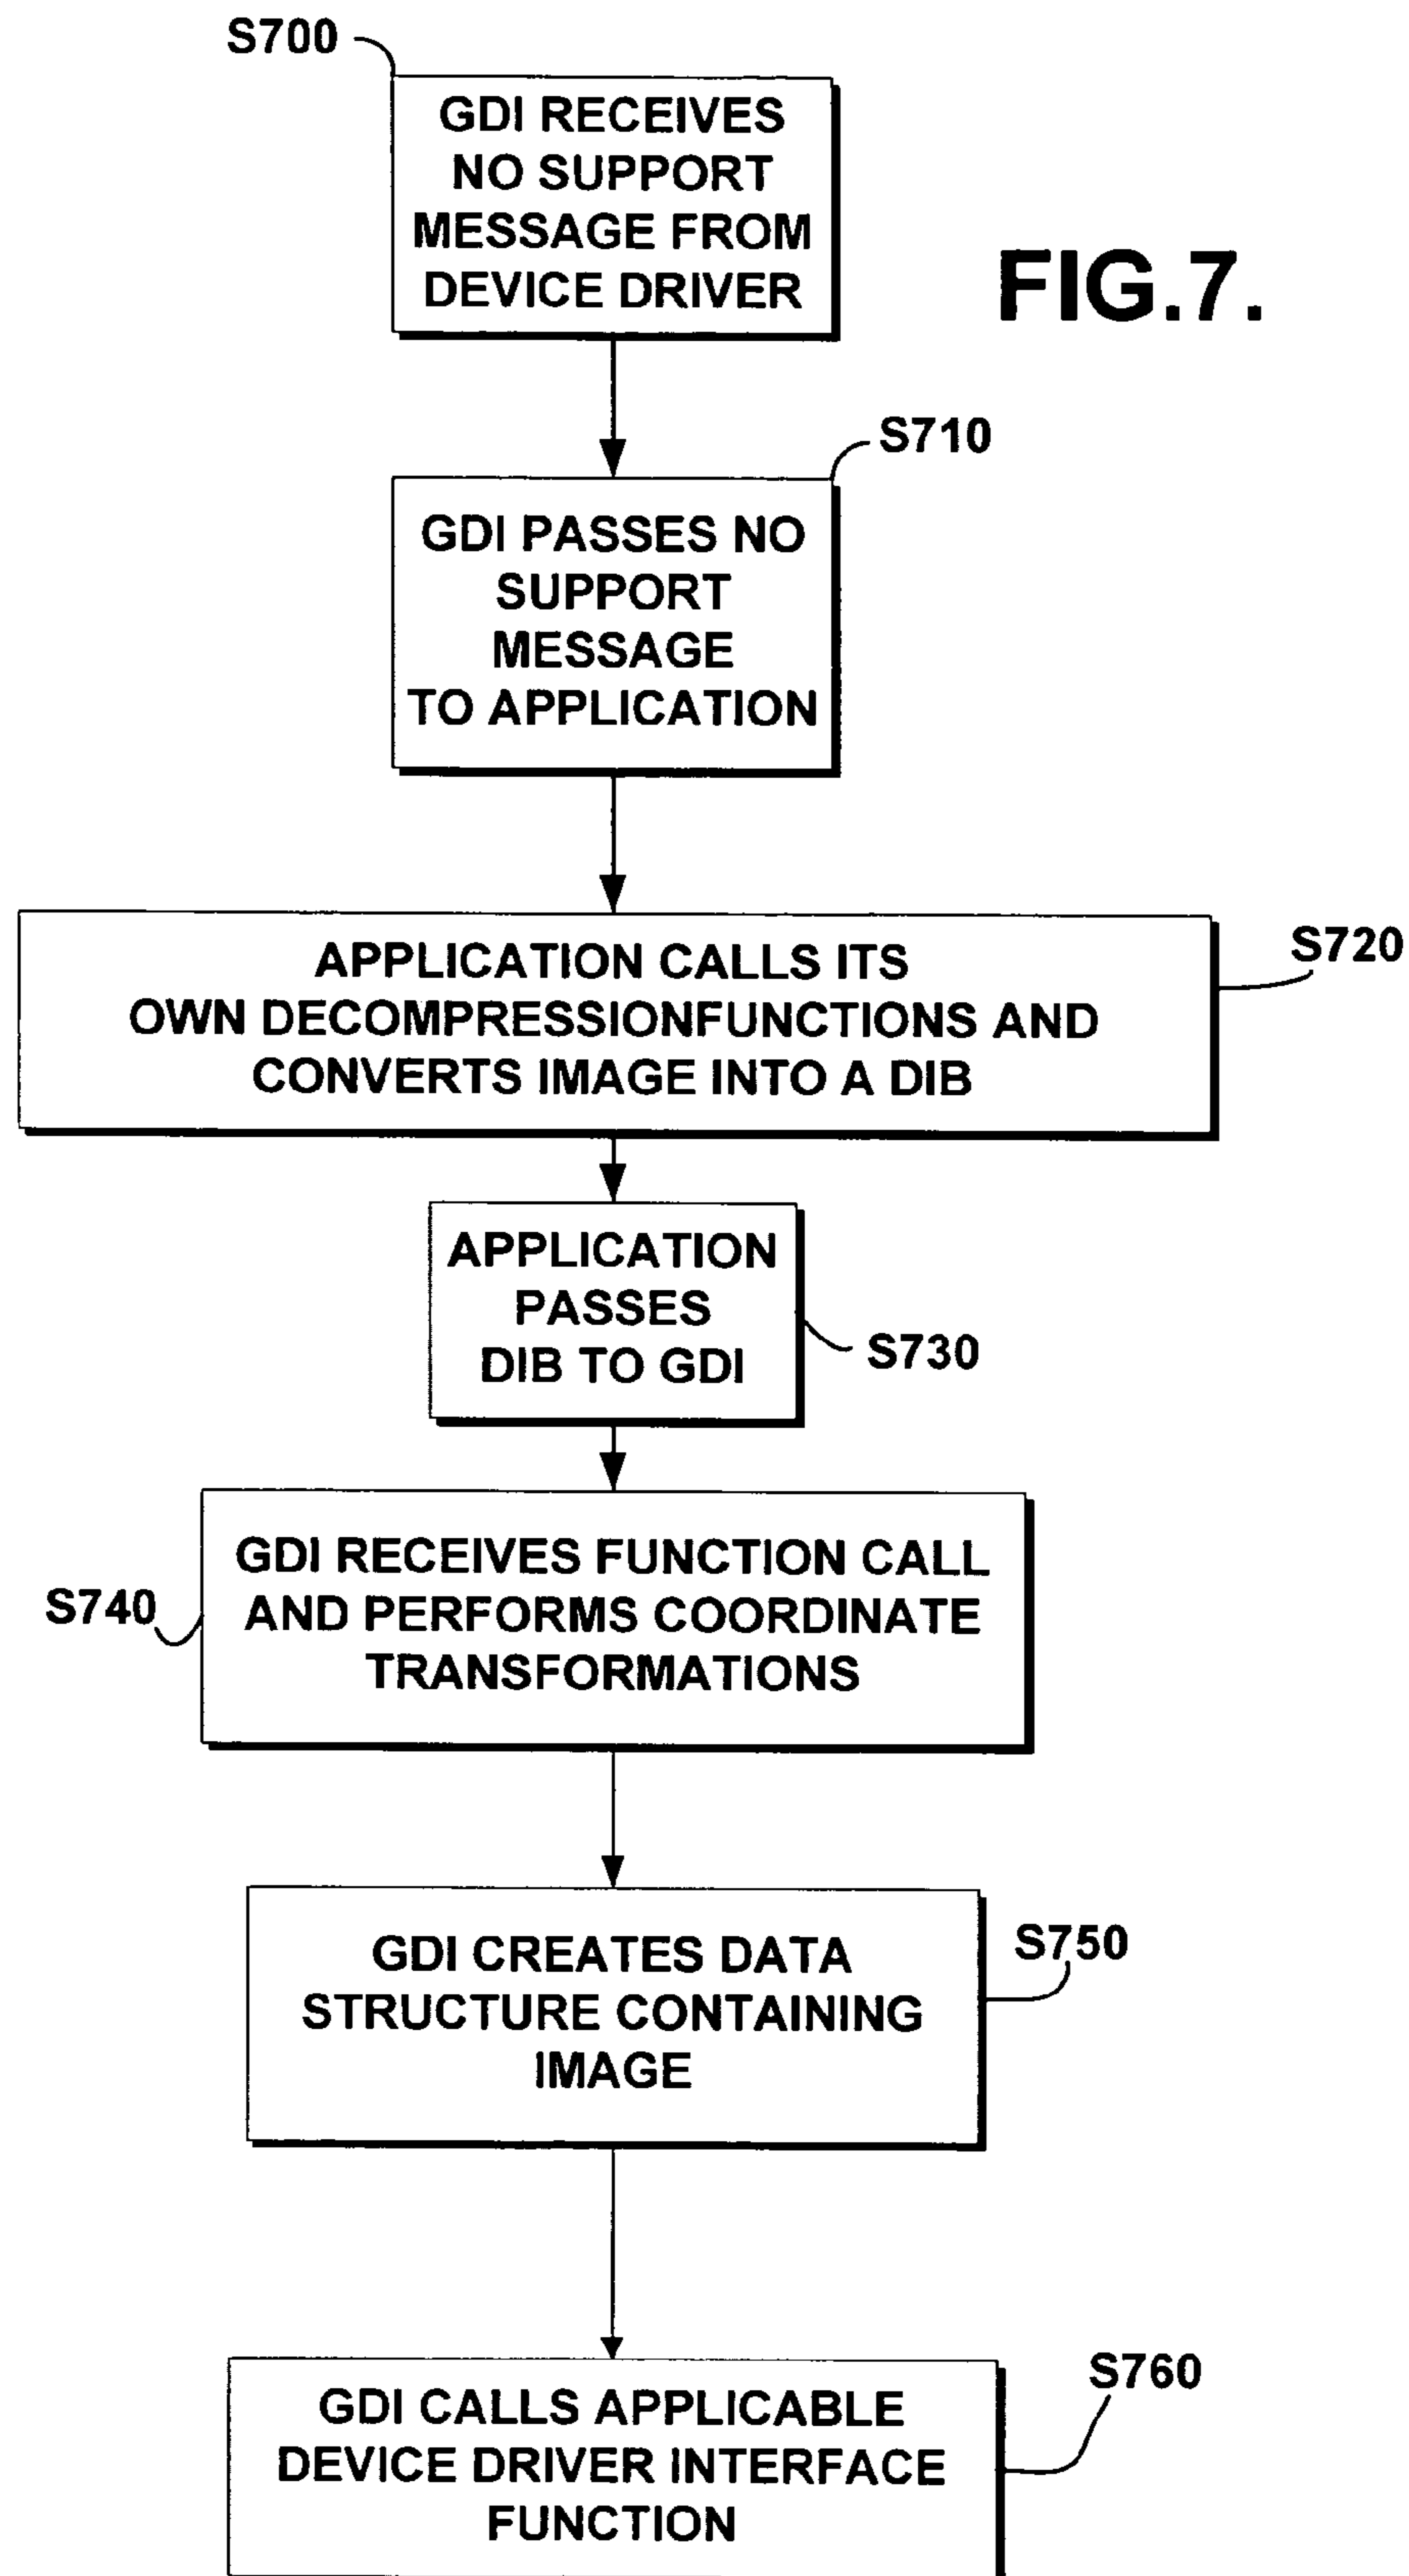 S700
GDI RECEIVES
NO SUPPORT
MESSAGE FROM
DEVICE DRIVER
FIG.7.
S710
GDI PASSES NO
SUPPORT
MESSAGE
TO APPLICATION
S720
APPLICATION CALLS ITS
OWN DECOMPRESSIONFUNCTIONS AND
CONVERTS IMAGE INTO A DIB
APPLICATION
PASSES
DIB TO GDI
S730
GDI RECEIVES FUNCTION CALL
AND PERFORMS COORDINATE
TRANSFORMATIONS
S740
GDI CREATES DATA
STRUCTURE CONTAINING
IMAGE
S750
S760
GDI CALLS APPLICABLE
DEVICE DRIVER INTERFACE
FUNCTION